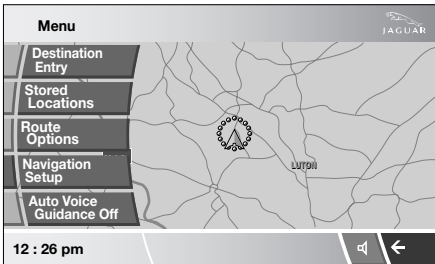 Menu
JAGUAR
Destination
Entry
Stored
Locations
Route
Options
Navigation
Setup
Auto Voice
Guidance Off
LUTON
12 : 26 pm